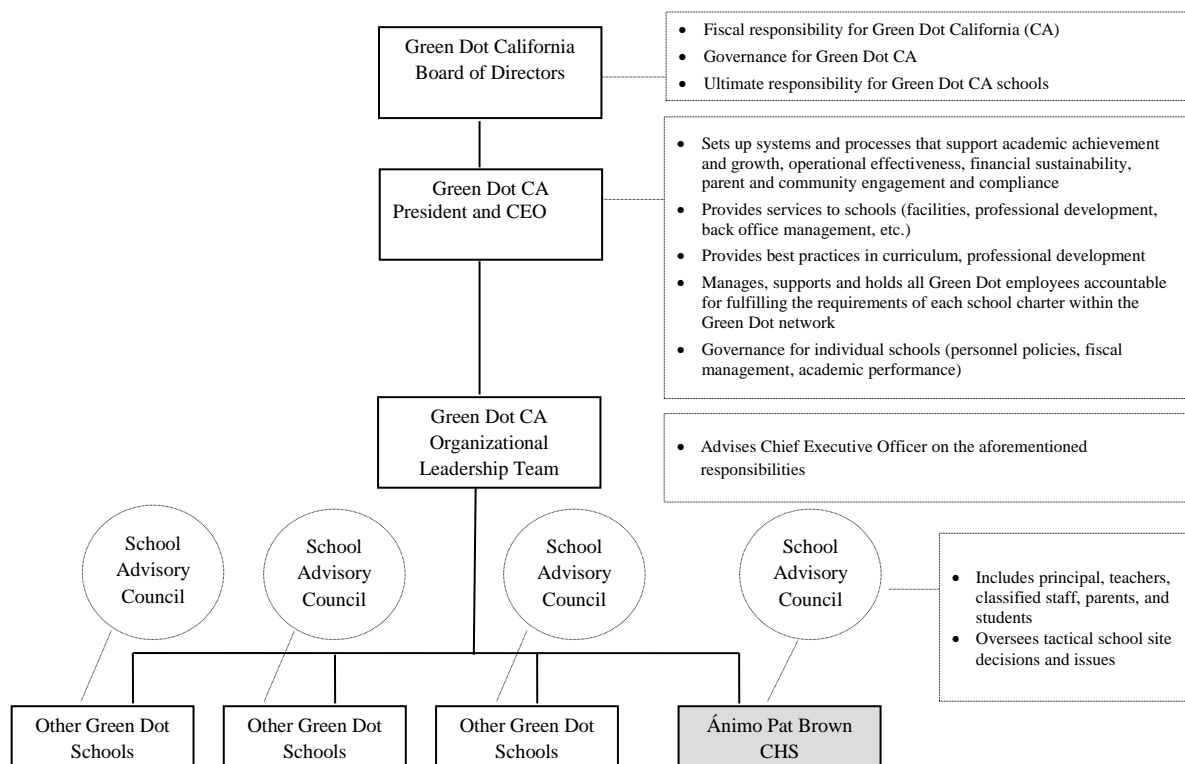 Green Dot California
Board of Directors
• Fiscal responsibility for Green Dot California (CA)
• Governance for Green Dot CA
• Ultimate responsibility for Green Dot CA schools
Green Dot CA
President and CEO
• Sets up systems and processes that support academic achievement
and growth, operational effectiveness, financial sustainability,
parent and community engagement and compliance
• Provides services to schools (facilities, professional development,
back office management, etc.)
• Provides best practices in curriculum, professional development
• Manages, supports and holds all Green Dot employees accountable
for fulfilling the requirements of each school charter within the
Green Dot network
• Governance for individual schools (personnel policies, fiscal
management, academic performance)
Green Dot CA
Organizational
Leadership Team
• Advises Chief Executive Officer on the aforementioned
responsibilities
School
Advisory
Council
School
Advisory
Council
School
Advisory
Council
School
Advisory
Council
• Includes principal, teachers,
classified staff, parents, and
students
• Oversees tactical school site
decisions and issues
Other Green Dot
Schools
Other Green Dot
Schools
Other Green Dot
Schools
Ánimo Pat Brown
CHS